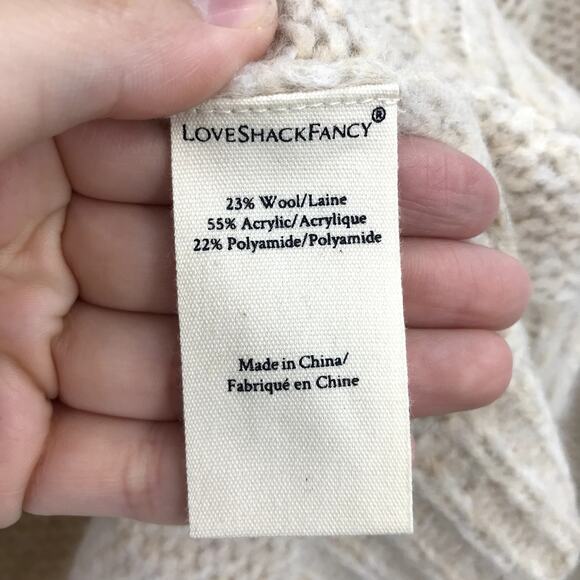 LOVESHACKFANCY®
23% Wool/Laine
55% Acrylic/Acrylique
22% Polyamide/Polyamide
Made in China/
Fabriqué en Chine